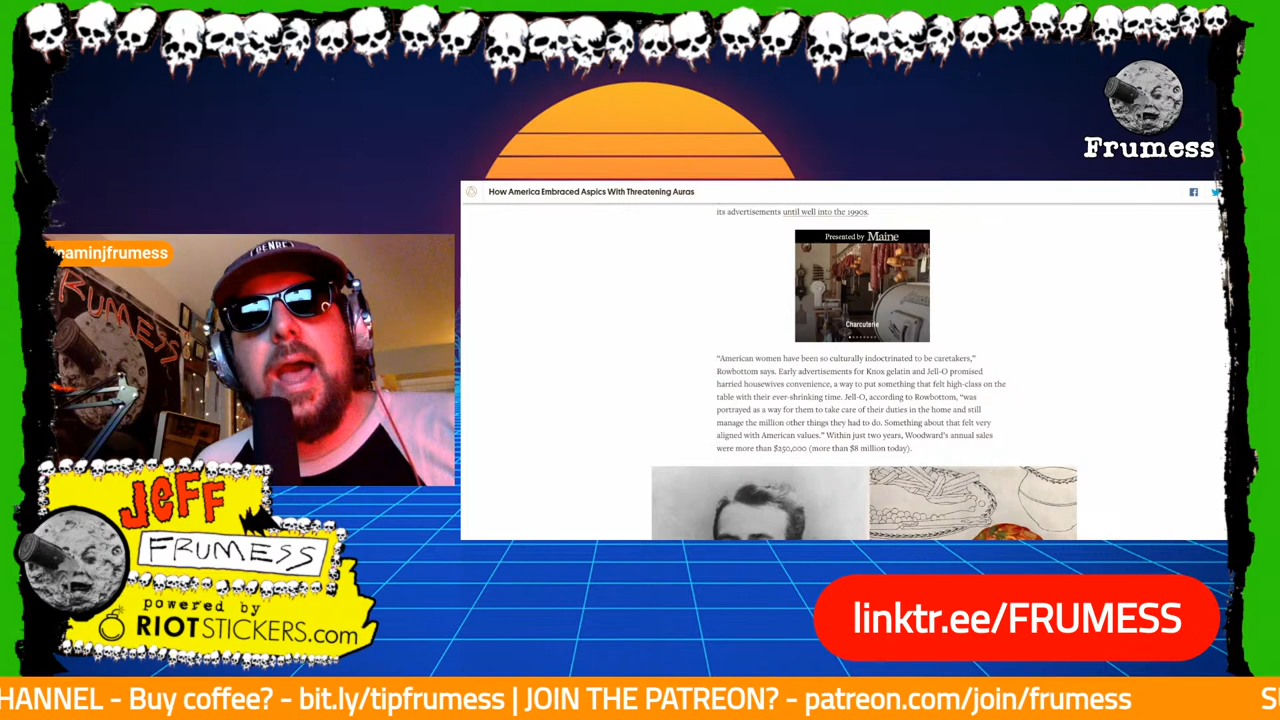 Frumess
How America Embraced Aspics With Threatening Auras
its advertisements until well into the 1990s.
Presented by Maine
Charcuterie
“American women have been so culturally indoctrinated to be caretakers,”
Rowbottom says. Early advertisements for Knox gelatin and Jell-O promised
harried housewives convenience, a way to put something that felt high-class on the
table with their ever-shrinking time. Jell-O, according to Rowbottom, “was
portrayed as a way for them to take care of their duties in the home and still
manage the million other things they had to do. Something about that felt very
aligned with American values.” Within just two years, Woodward’s annual sales
were more than $250,000 (more than $8 million today).
naminjfrumess
FRUMESS
JEFF
FRUMESS
powered by
RIOTSTICKERS.com
linktr.ee/FRUMESS
HANNEL - Buy coffee? - bit.ly/tipfrumess | JOIN THE PATREON? - patreon.com/join/frumess S